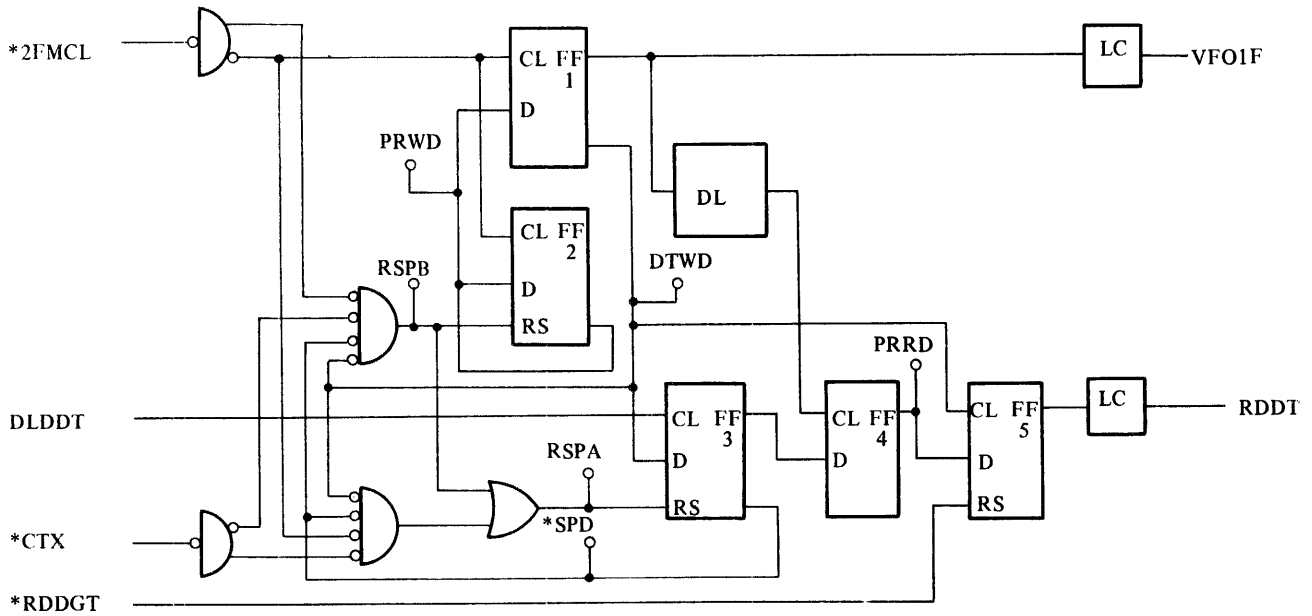 *2FMCL
CL FF
1
D
LC
VFO1F
PRWD
DL
CL FF
2
D
RS
RSPB
DTWD
PRRD
DLDDT
CL FF
3
D
RS
CL
FF
4
D
CL FF
5
D
RS
LC
RDDT
RSPA
*SPD
*CTX
*RDDGT